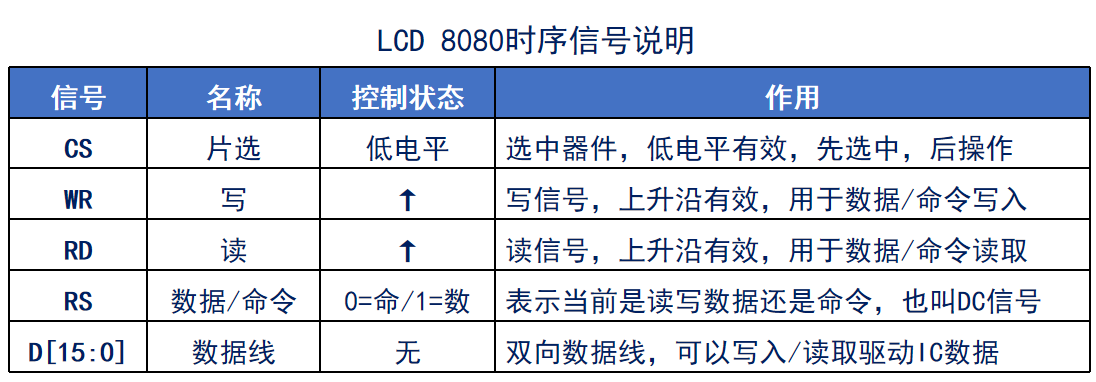 LCD 8080时序信号说明
信号 名称 控制状态 作用
CS 片选 低电平 选中器件，低电平有效，先选中，后操作
WR 写 ↑ 写信号，上升沿有效，用于数据/命令写入
RD 读 ↑ 读信号，上升沿有效，用于数据/命令读取
RS 数据/命令 0=命/1=数 表示当前是读写数据还是命令，也叫DC信号
D[15:0] 数据线 无 双向数据线，可以写入/读取驱动IC数据